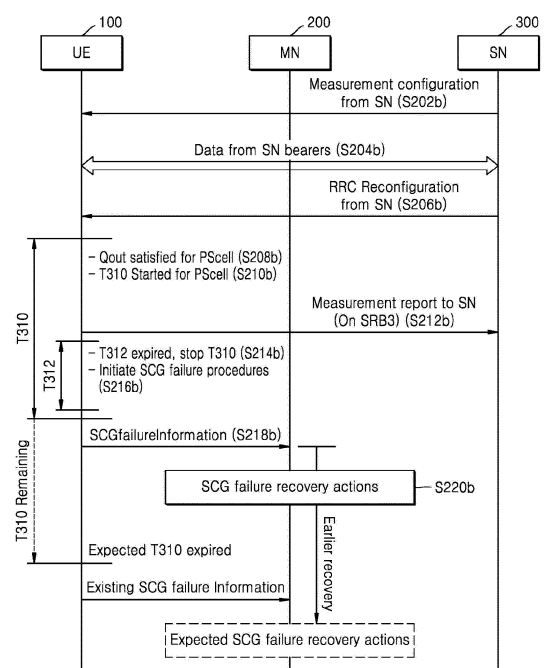 100
200
300
UE
MN
SN
Measurement configuration
from SN (S202b)
Data from SN bearers (S204b)
RRC Reconfiguration
from SN (S206b)
– Qout satisfied for PScell (S208b)
– T310 Started for PScell (S210b)
T310
Measurement report to SN
(On SRB3) (S212b)
T312
– T312 expired, stop T310 (S214b)
– Initiate SCG failure procedures
(S216b)
SCGfailureInformation (S218b)
SCG failure recovery actions
S220b
T310 Remaining
Earlier recovery
Expected T310 expired
Existing SCG failure Information
Expected SCG failure recovery actions